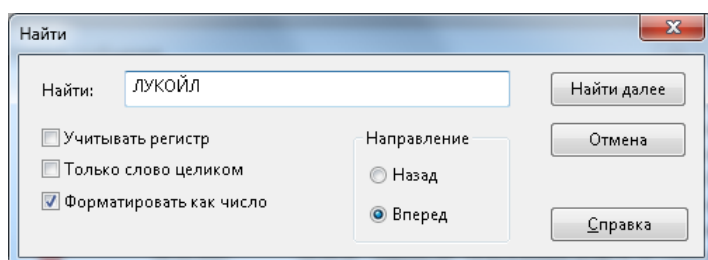 Найти
Найти: ЛУКОЙЛ Найти далее
Учитывать регистр Направление Отмена
Только слово целиком Назад
Форматировать как число Вперед Справка